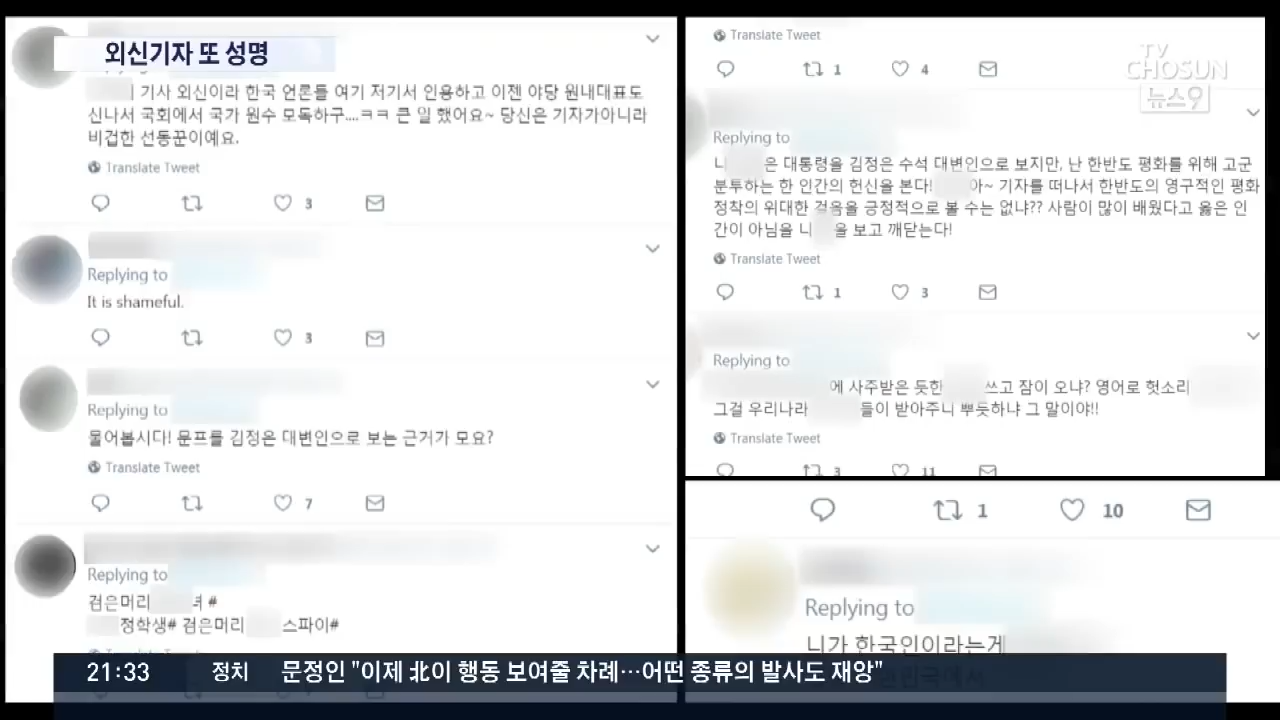 외신기자 또 성명
기사 외신이라 한국 언론들 여기 저기서 인용하고 이젠 야당 원내대표도
신나서 국회에서 국가 원수 모독하구....ㅋㅋ 큰 일 했어요~ 당신은 기자가아니라
비겁한 선동꾼이예요.
Translate Tweet
3
Replying to
It is shameful.
3
Replying to
물어봅시다! 문프를 김정은 대변인으로 보는 근거가 모요?
Translate Tweet
7
Replying to
검은머리 녀 #
정학생# 검은머리 스파이#
Translate Tweet
1 4
TV
CHOSUN
뉴스9
Replying to
니 은 대통령을 김정은 수석 대변인으로 보지만, 난 한반도 평화를 위해 고군
분투하는 한 인간의 헌신을 본다! 아~ 기자를 떠나서 한반도의 영구적인 평화
정착의 위대한 걸음을 긍정적으로 볼 수는 없냐?? 사람이 많이 배웠다고 옳은 인
간이 아님을 니 을 보고 깨닫는다!
Translate Tweet
1 3
Replying to
에 사주받은 듯한 쓰고 잠이 오냐? 영어로 헛소리
그걸 우리나라 들이 받아주니 뿌듯하냐 그 말이야!!
Translate Tweet
3 11
1 10
Replying to
니가 한국인이라는게
21:33 정치 문정인 "이제 北이 행동 보여줄 차례…어떤 종류의 발사도 재앙"